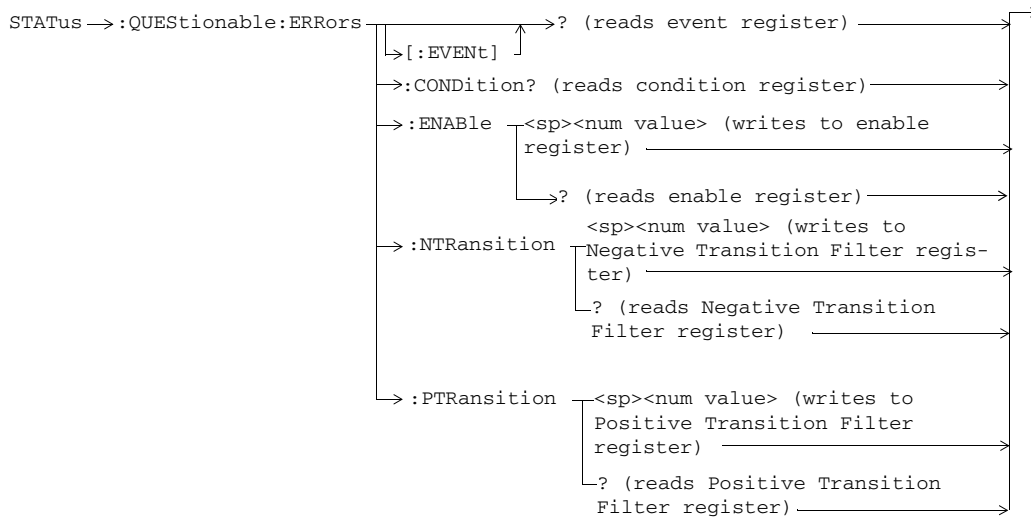 STATus :QUEStionable:ERRors ? (reads event register)
[:EVENt]
:CONDition? (reads condition register)
:ENABle <sp><num value> (writes to enable
register)
? (reads enable register)
<sp><num value> (writes to
:NTRansition Negative Transition Filter regis-
ter)
? (reads Negative Transition
Filter register)
:PTRansition <sp><num value> (writes to
Positive Transition Filter
register)
? (reads Positive Transition
Filter register)